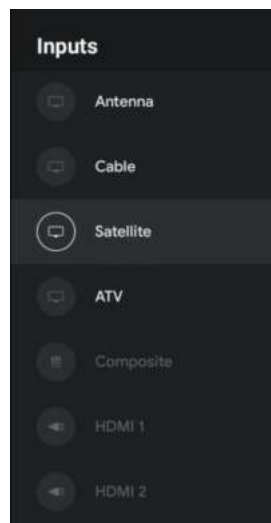 Inputs
Antenna
Cable
Satellite
ATV
Composite
HDMI 1
HDMI 2